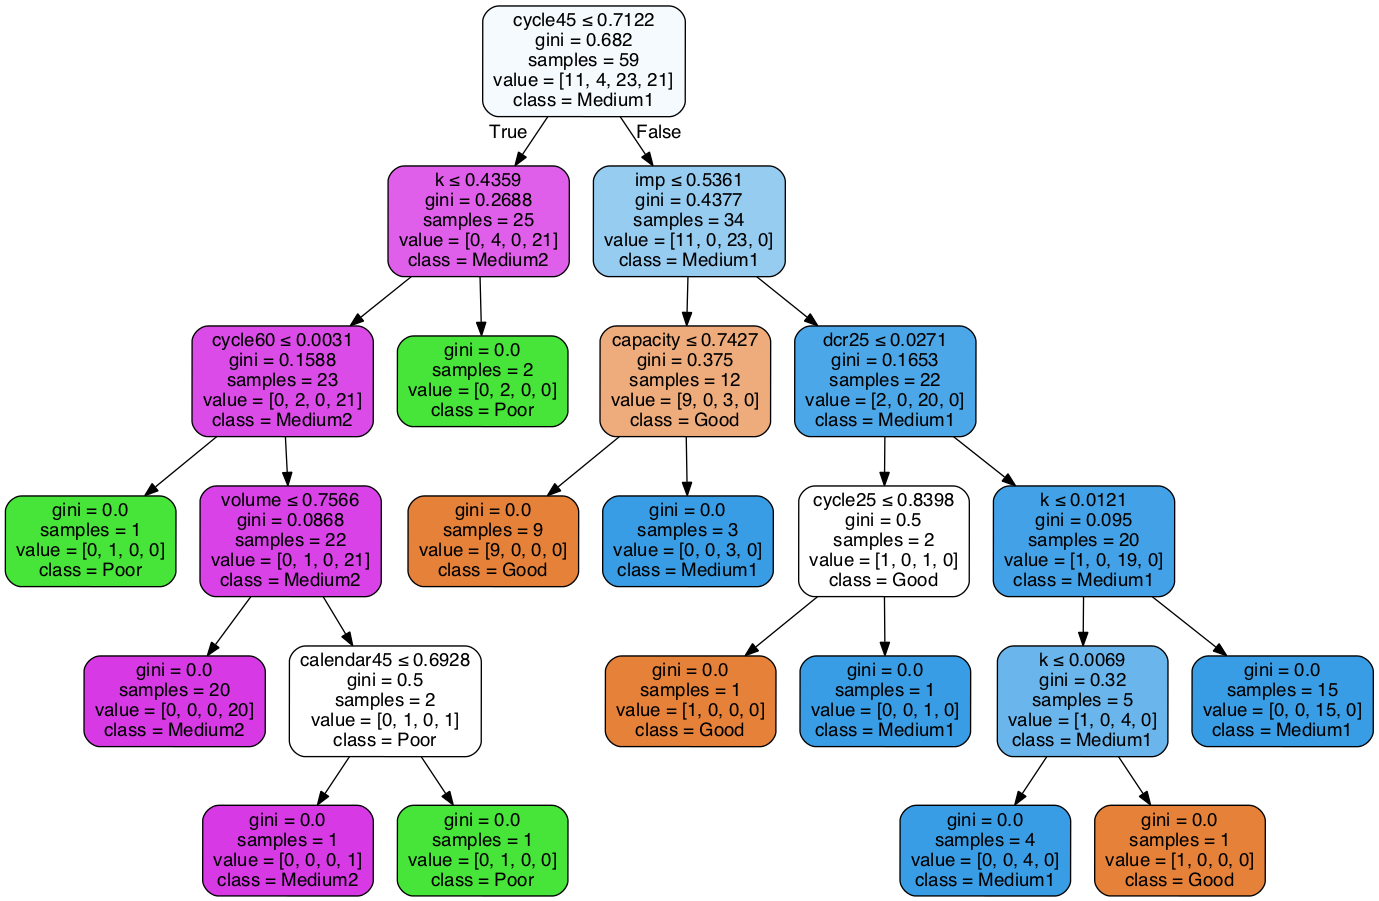 cycle45 ≤ 0.7122
gini = 0.682
samples = 59
value = [11, 4, 23, 21]
class = Medium1
True
False
k ≤ 0.4359
gini = 0.2688
samples = 25
value = [0, 4, 0, 21]
class = Medium2
imp ≤ 0.5361
gini = 0.4377
samples = 34
value = [11, 0, 23, 0]
class = Medium1
cycle60 ≤ 0.0031
gini = 0.1588
samples = 23
value = [0, 2, 0, 21]
class = Medium2
gini = 0.0
samples = 2
value = [0, 2, 0, 0]
class = Poor
capacity ≤ 0.7427
gini = 0.375
samples = 12
value = [9, 0, 3, 0]
class = Good
dcr25 ≤ 0.0271
gini = 0.1653
samples = 22
value = [2, 0, 20, 0]
class = Medium1
gini = 0.0
samples = 1
value = [0, 1, 0, 0]
class = Poor
volume ≤ 0.7566
gini = 0.0868
samples = 22
value = [0, 1, 0, 21]
class = Medium2
gini = 0.0
samples = 9
value = [9, 0, 0, 0]
class = Good
gini = 0.0
samples = 3
value = [0, 0, 3, 0]
class = Medium1
cycle25 ≤ 0.8398
gini = 0.5
samples = 2
value = [1, 0, 1, 0]
class = Good
k ≤ 0.0121
gini = 0.095
samples = 20
value = [1, 0, 19, 0]
class = Medium1
gini = 0.0
samples = 20
value = [0, 0, 0, 20]
class = Medium2
calendar45 ≤ 0.6928
gini = 0.5
samples = 2
value = [0, 1, 0, 1]
class = Poor
gini = 0.0
samples = 1
value = [1, 0, 0, 0]
class = Good
gini = 0.0
samples = 1
value = [0, 0, 1, 0]
class = Medium1
k ≤ 0.0069
gini = 0.32
samples = 5
value = [1, 0, 4, 0]
class = Medium1
gini = 0.0
samples = 15
value = [0, 0, 15, 0]
class = Medium1
gini = 0.0
samples = 1
value = [0, 0, 0, 1]
class = Medium2
gini = 0.0
samples = 1
value = [0, 1, 0, 0]
class = Poor
gini = 0.0
samples = 4
value = [0, 0, 4, 0]
class = Medium1
gini = 0.0
samples = 1
value = [1, 0, 0, 0]
class = Good